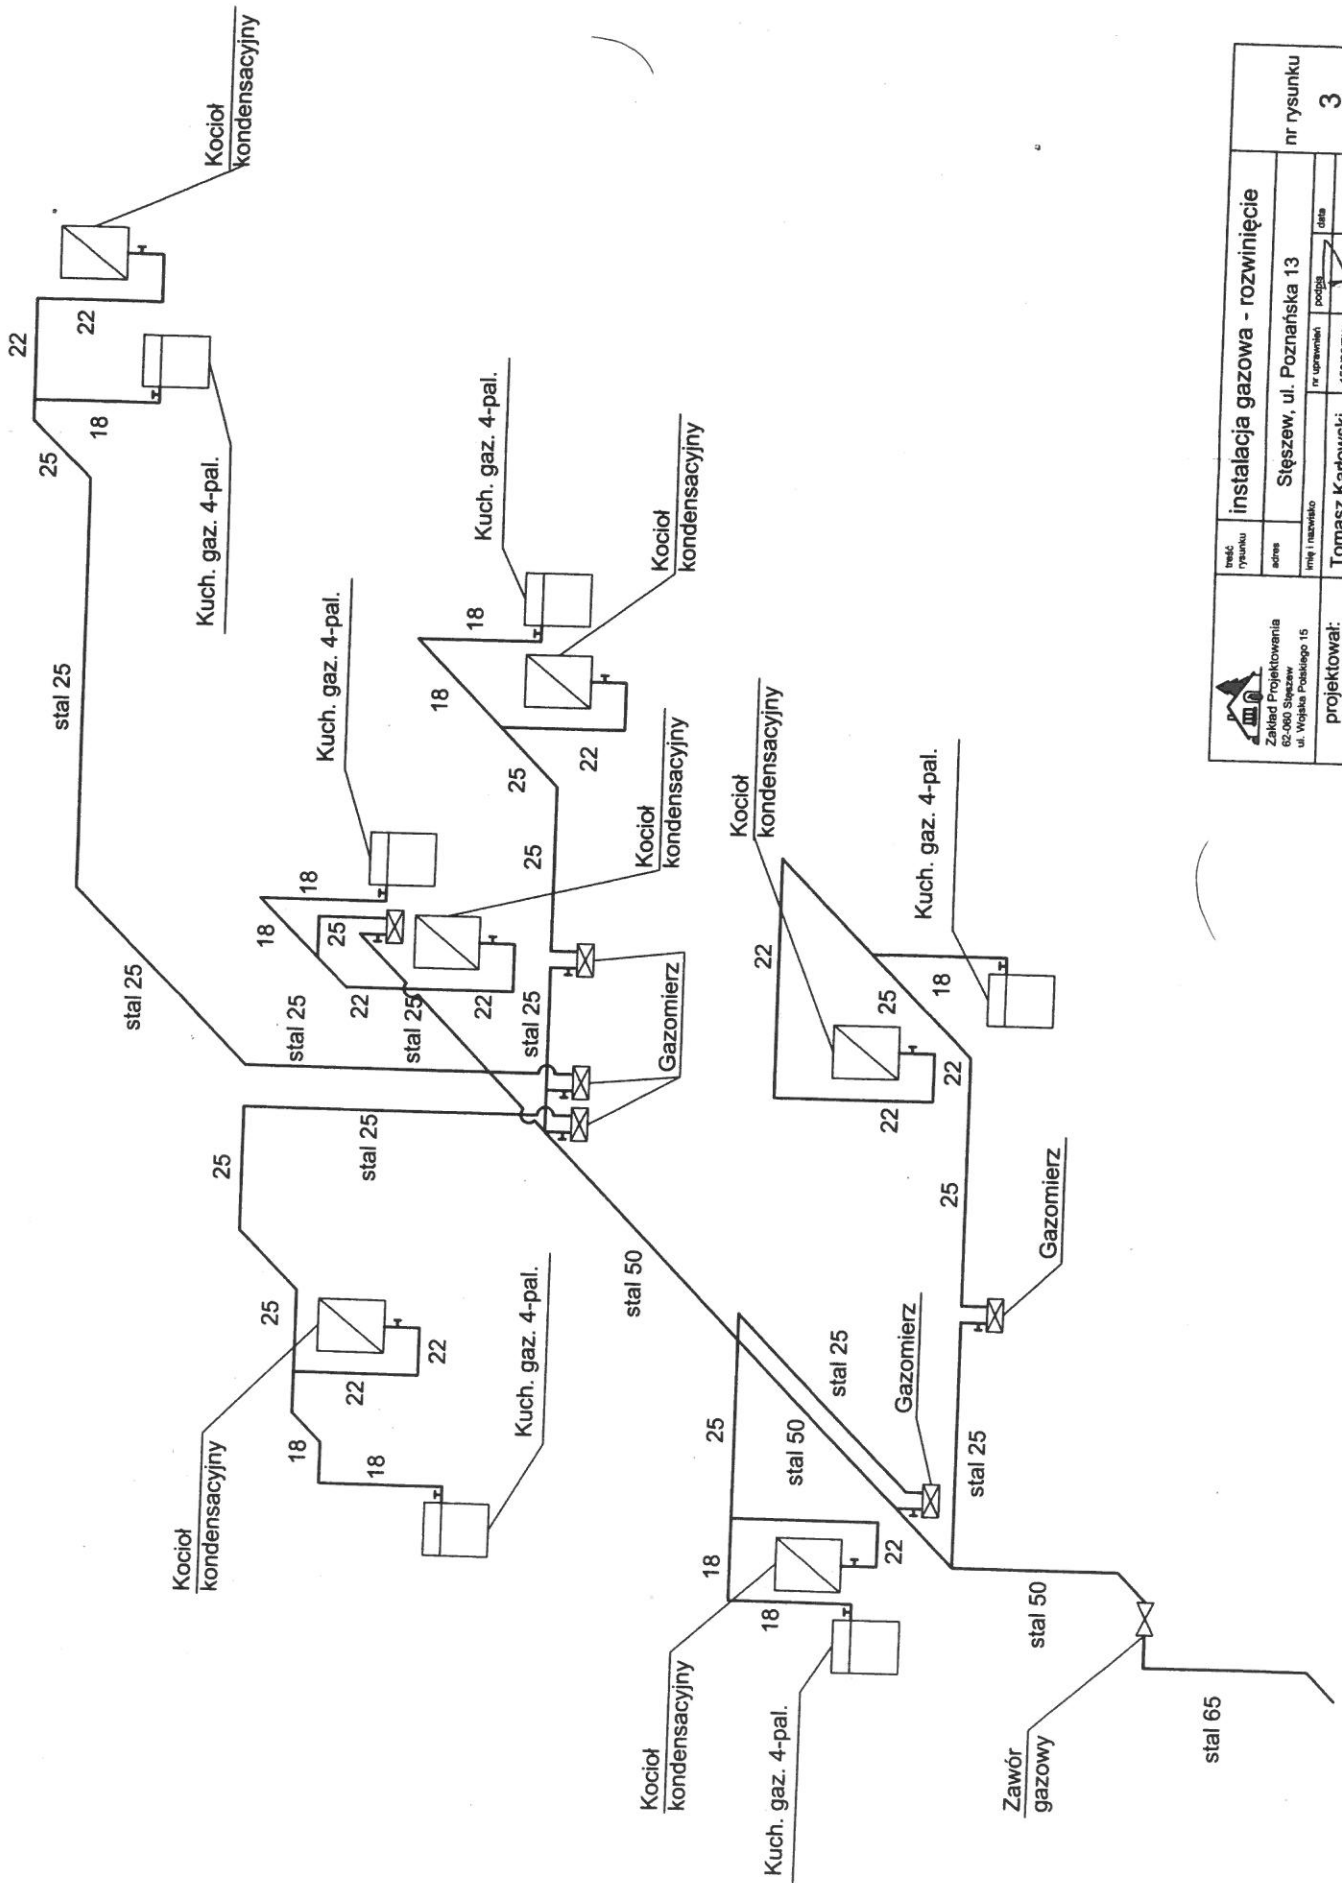 22
22
Kocioł
kondensacyjny
25
18
Kuch. gaz. 4-pal.
stal 25
stal 25
stal 25
18
18
25
Kuch. gaz. 4-pal.
22
stal 25
22
Kocioł
kondensacyjny
18
18
Kuch. gaz. 4-pal.
25
22
Kocioł
kondensacyjny
25
stal 25
Gazomierz
25
stal 25
25
22
22
Kocioł
kondensacyjny
18
18
Kuch. gaz. 4-pal.
stal 50
Kocioł
kondensacyjny
22
25
18
22
22
Kuch. gaz. 4-pal.
25
Gazomierz
stal 25
stal 50
stal 25
Gazomierz
25
18
18
22
Kocioł
kondensacyjny
Kuch. gaz. 4-pal.
stal 50
Zawór
gazowy
stal 65
Zakład Projektowania
62-060 Stęszew
ul. Wojska Polskiego 15
treść
rysunku
instalacja gazowa - rozwinięcie
nr rysunku
adres
Stęszew, ul. Poznańska 13
3
imię i nazwisko
nr uprawnień
podpis
data
projektował:
Tomasz